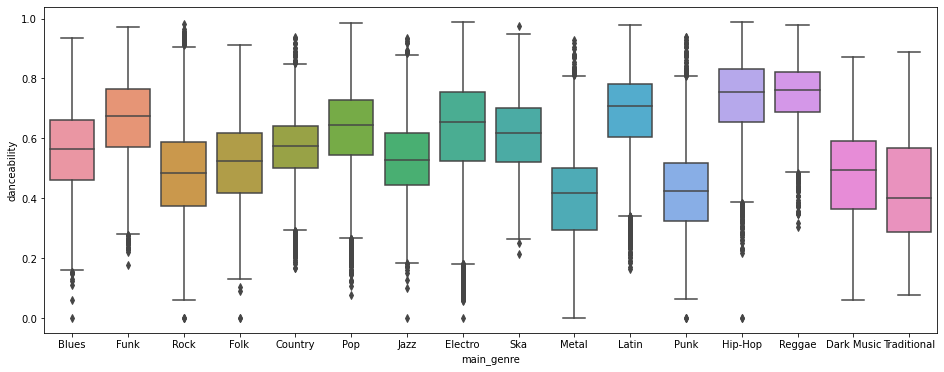 danceability
1.0
0.8
0.6
0.4
0.2
0.0
Blues Funk Rock Folk Country Pop Jazz Electro Ska Metal Latin Punk Hip-Hop Reggae Dark Music Traditional
main_genre